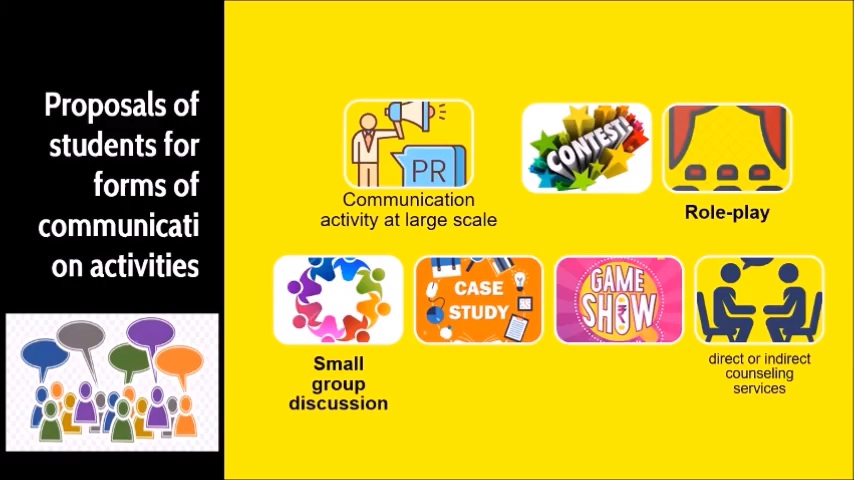 Proposals of
students for
forms of
communicati
on activities
PR
Communication
activity at large scale
CONTEST!
Role-play
Small
group
discussion
CASE
STUDY
GAME
SHOW
direct or indirect
counseling
services